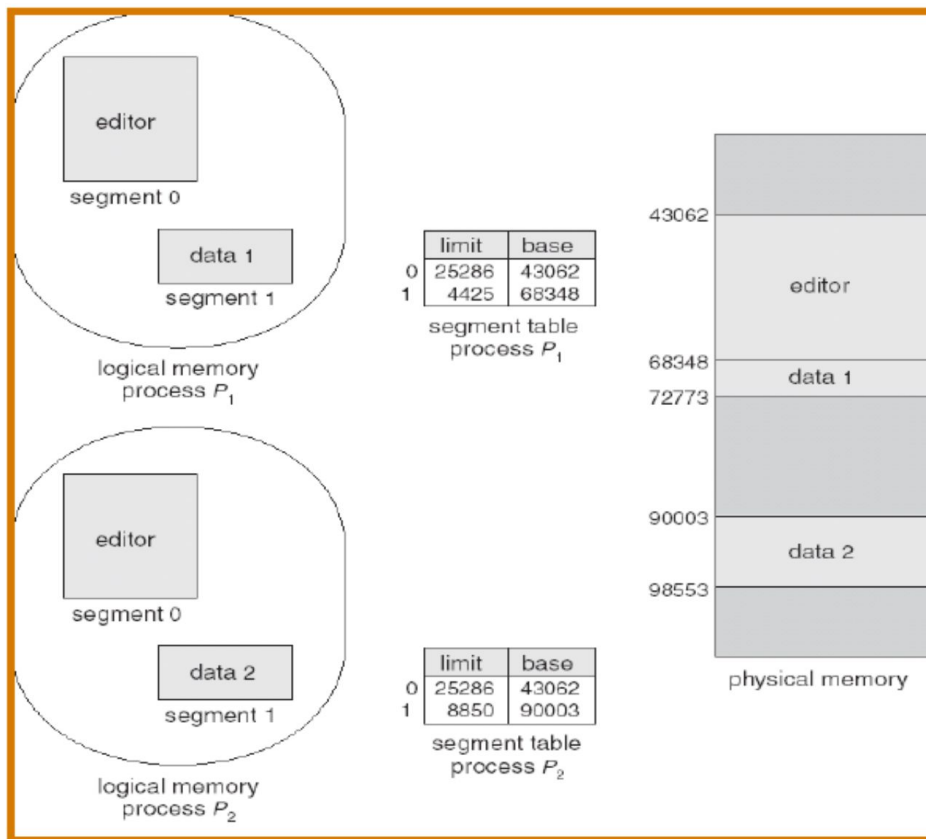 editor
segment 0
data 1
segment 1
logical memory
process P1
limit base
0 25286 43062
1 4425 68348
segment table
process P1
editor
segment 0
data 2
segment 1
logical memory
process P2
limit base
0 25286 43062
1 8850 90003
segment table
process P2
43062
editor
68348
data 1
72773
90003
data 2
98553
physical memory